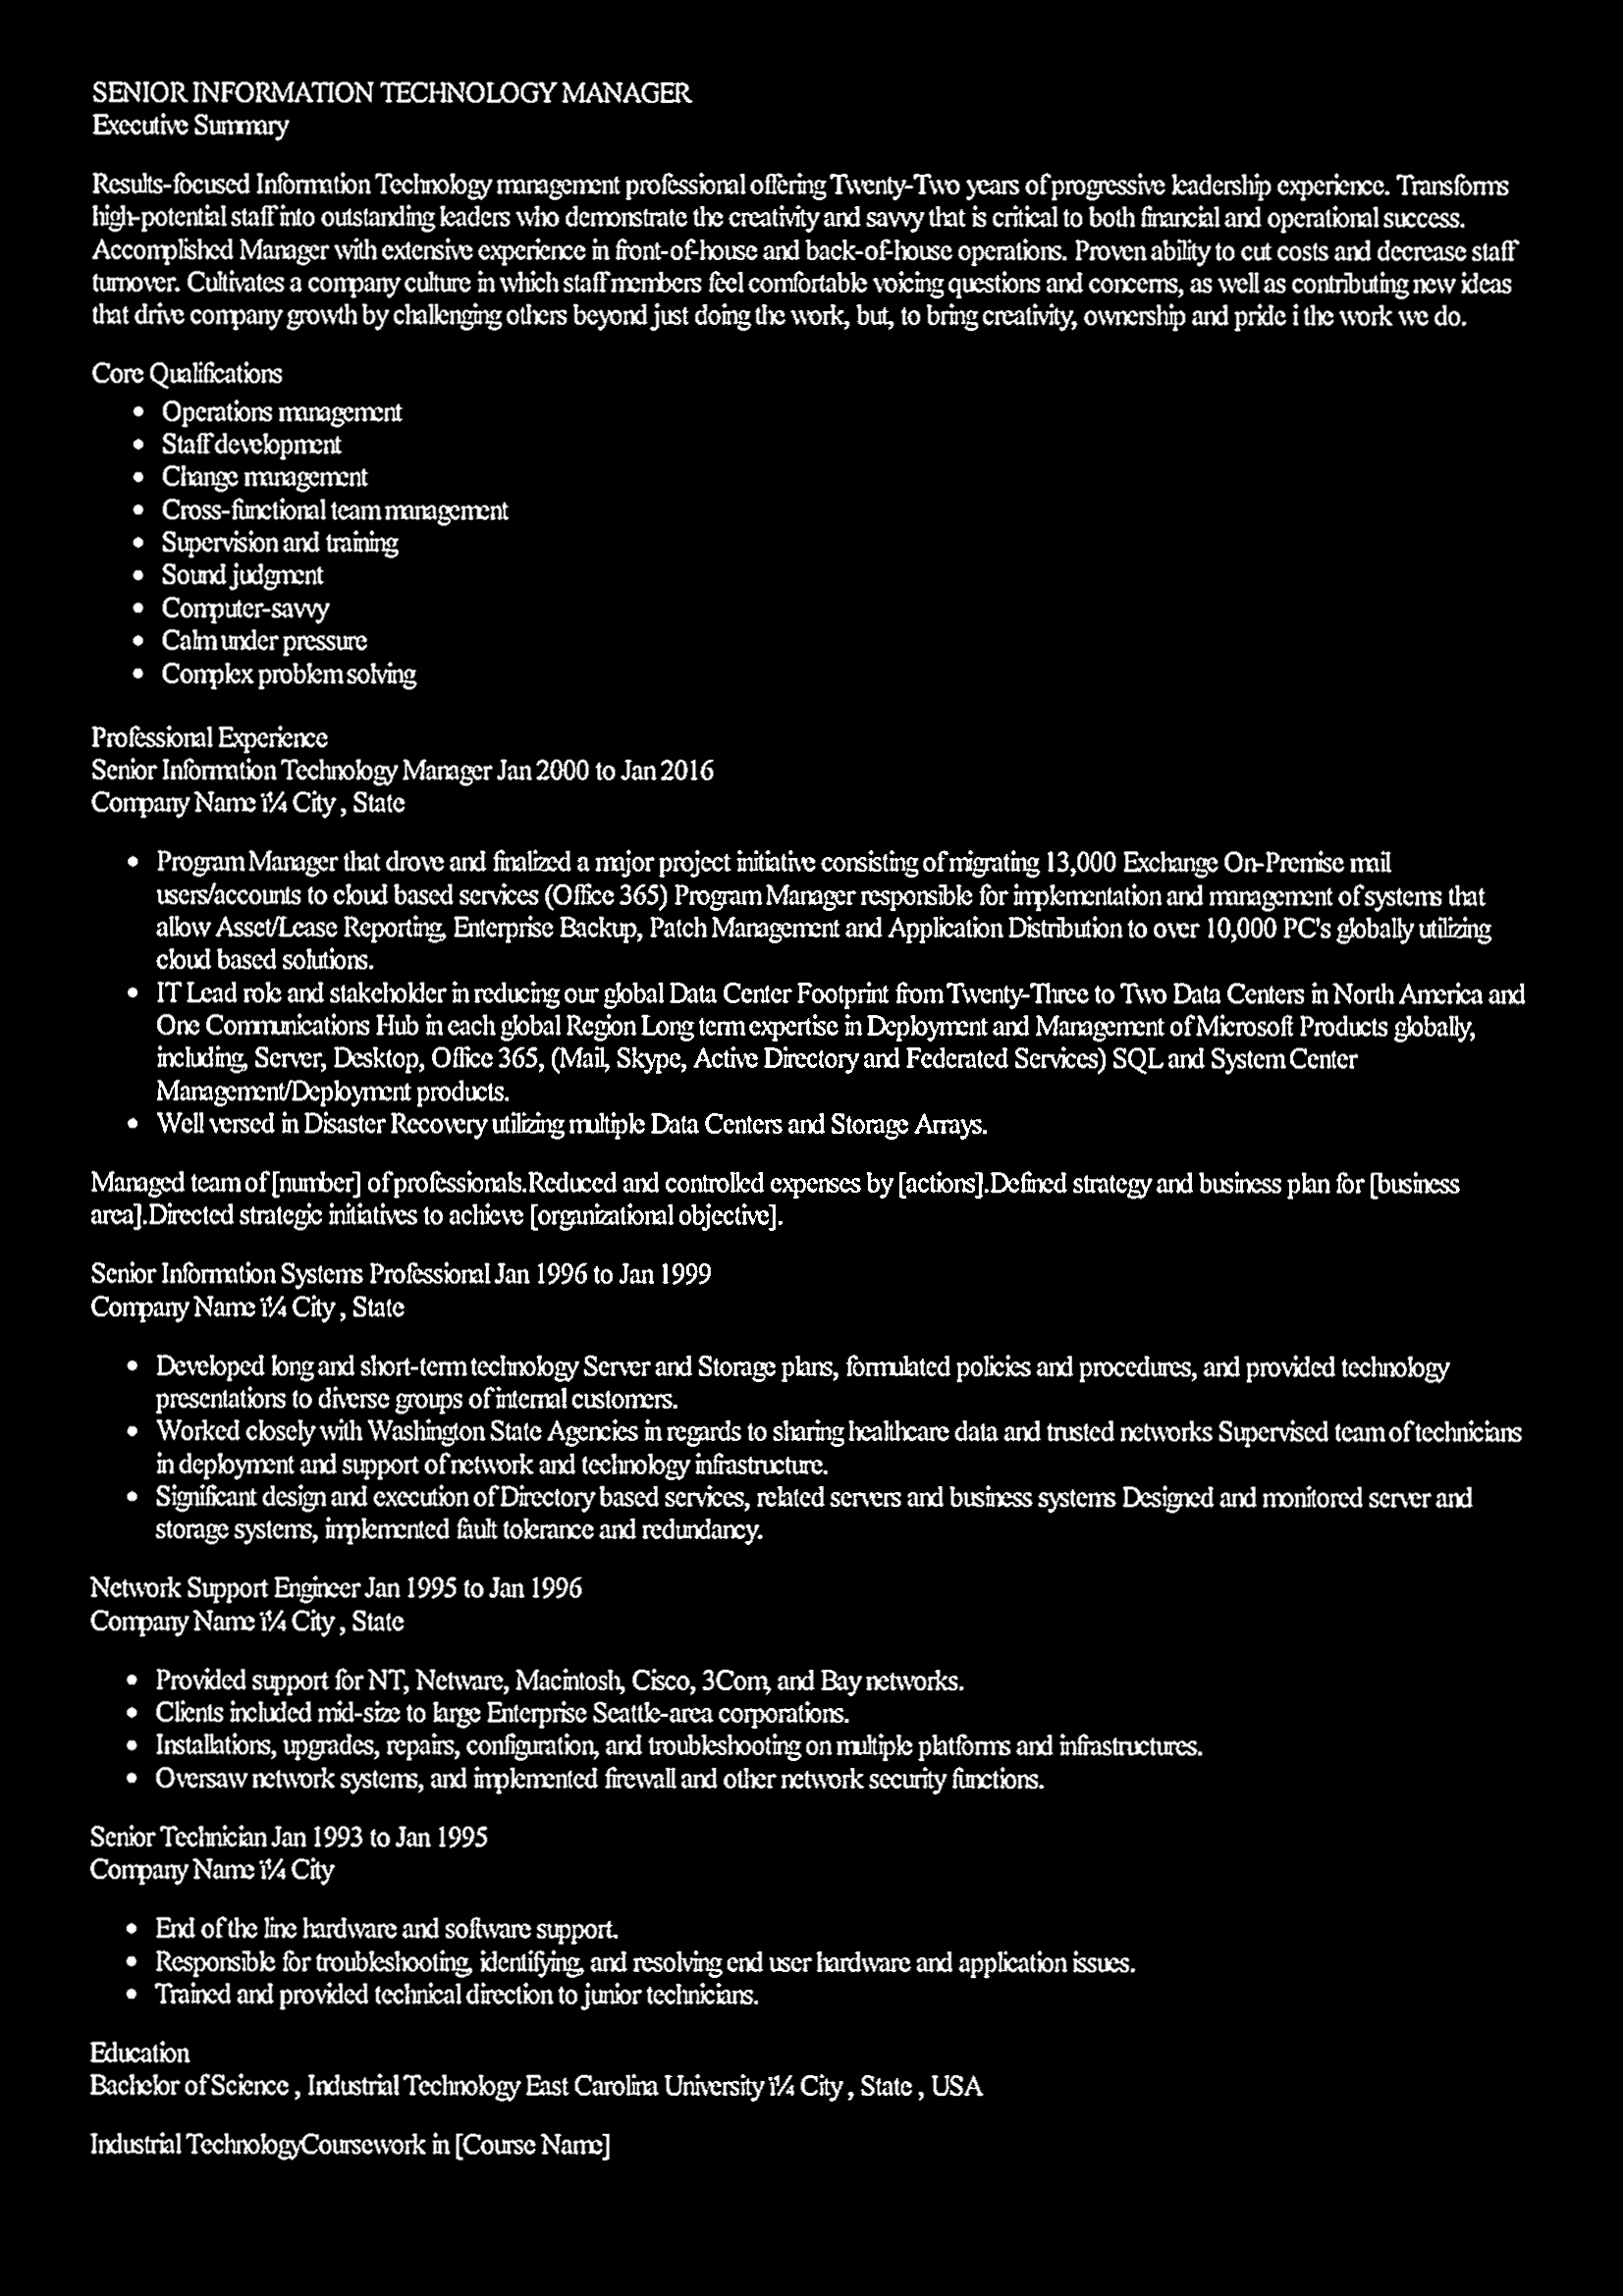 SENIOR INFORMATION TECHNOLOGY MANAGER
Executive Summary
Results-focused Information Technology management professional offering Twenty-Two years of progressive leadership experience. Transforms
high-potential staff into outstanding leaders who demonstrate the creativity and savvy that is critical to both financial and operational success.
Accomplished Manager with extensive experience in front-of-house and back-of-house operations. Proven ability to cut costs and decrease staff
turnover. Cultivates a company culture in which staff members feel comfortable voicing questions and concerns, as well as contributing new ideas
that drive company growth by challenging others beyond just doing the work, but, to bring creativity, ownership and pride i the work we do.
Core Qualifications
• Operations management
• Staff development
• Change management
• Cross-functional team management
• Supervision and training
• Sound judgment
• Computer-savvy
• Calm under pressure
• Complex problem solving
Professional Experience
Senior Information Technology Manager Jan 2000 to Jan 2016
Company Name ï¼ City , State
• Program Manager that drove and finalized a major project initiative consisting of migrating 13,000 Exchange On-Premise mail
users/accounts to cloud based services (Office 365) Program Manager responsible for implementation and management of systems that
allow Asset/Lease Reporting, Enterprise Backup, Patch Management and Application Distribution to over 10,000 PC's globally utilizing
cloud based solutions.
• IT Lead role and stakeholder in reducing our global Data Center Footprint from Twenty-Three to Two Data Centers in North America and
One Communications Hub in each global Region Long term expertise in Deployment and Management of Microsoft Products globally,
including, Server, Desktop, Office 365, (Mail, Skype, Active Directory and Federated Services) SQL and System Center
Management/Deployment products.
• Well versed in Disaster Recovery utilizing multiple Data Centers and Storage Arrays.
Managed team of [number] of professionals.Reduced and controlled expenses by [actions].Defined strategy and business plan for [business
area].Directed strategic initiatives to achieve [organizational objective].
Senior Information Systems Professional Jan 1996 to Jan 1999
Company Name ï¼ City , State
• Developed long and short-term technology Server and Storage plans, formulated policies and procedures, and provided technology
presentations to diverse groups of internal customers.
• Worked closely with Washington State Agencies in regards to sharing healthcare data and trusted networks Supervised team of technicians
in deployment and support of network and technology infrastructure.
• Significant design and execution of Directory based services, related servers and business systems Designed and monitored server and
storage systems, implemented fault tolerance and redundancy.
Network Support Engineer Jan 1995 to Jan 1996
Company Name ï¼ City , State
• Provided support for NT, Netware, Macintosh, Cisco, 3Com, and Bay networks.
• Clients included mid-size to large Enterprise Seattle-area corporations.
• Installations, upgrades, repairs, configuration, and troubleshooting on multiple platforms and infrastructures.
• Oversaw network systems, and implemented firewall and other network security functions.
Senior Technician Jan 1993 to Jan 1995
Company Name ï¼ City
• End of the line hardware and software support.
• Responsible for troubleshooting, identifying, and resolving end user hardware and application issues.
• Trained and provided technical direction to junior technicians.
Education
Bachelor of Science , Industrial Technology East Carolina University ï¼ City , State , USA
Industrial TechnologyCoursework in [Course Name]